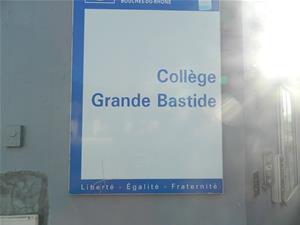 BOUCHES-DU-RHÔNE
Collège
Grande Bastide
Liberté - Égalité - Fraternité